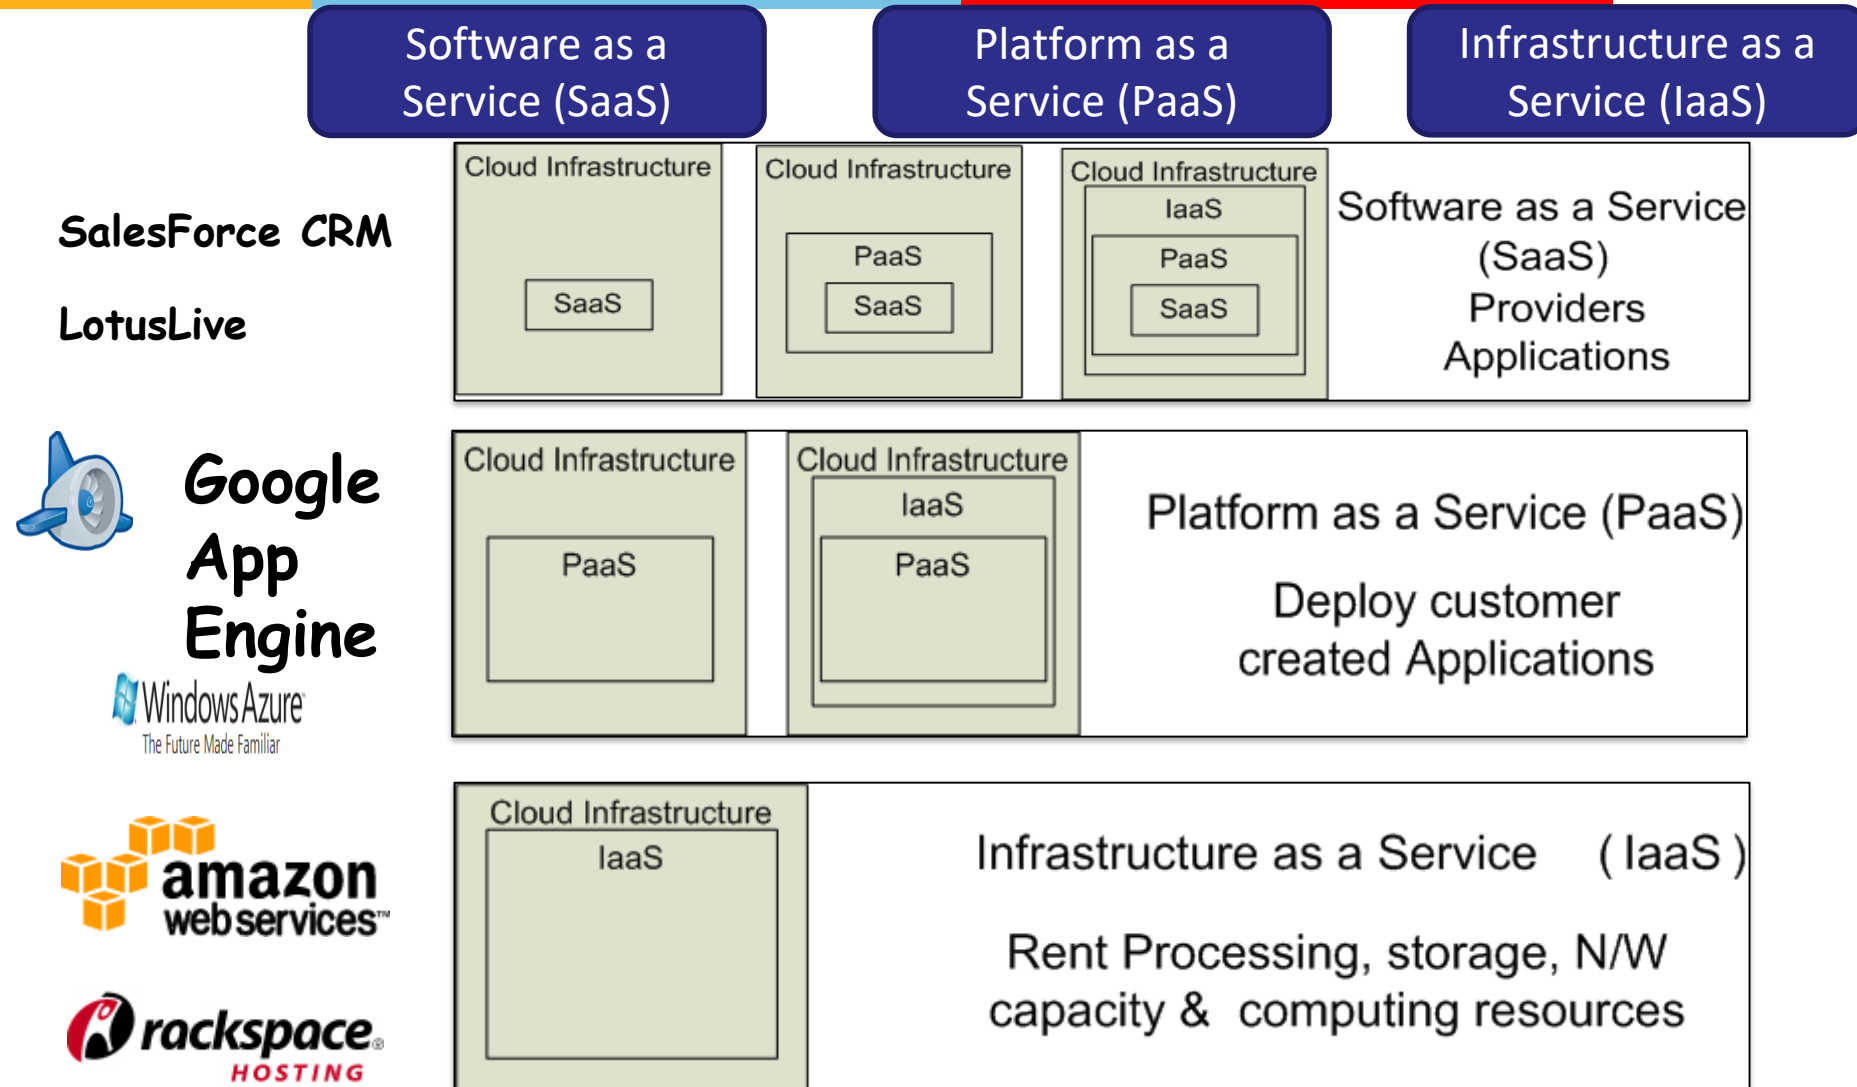 Software as a
Service (SaaS)
Platform as a
Service (PaaS)
Infrastructure as a
Service (IaaS)
SalesForce CRM
LotusLive
Cloud Infrastructure
SaaS
Cloud Infrastructure
PaaS
SaaS
Cloud Infrastructure
IaaS
PaaS
SaaS
Software as a Service
(SaaS)
Providers
Applications
Google
App
Engine
Windows Azure
The Future Made Familiar
Cloud Infrastructure
PaaS
Cloud Infrastructure
IaaS
PaaS
Platform as a Service (PaaS)
Deploy customer
created Applications
amazon
webservices™
rackspace®
HOSTING
Cloud Infrastructure
IaaS
Infrastructure as a Service ( IaaS )
Rent Processing, storage, N/W
capacity & computing resources